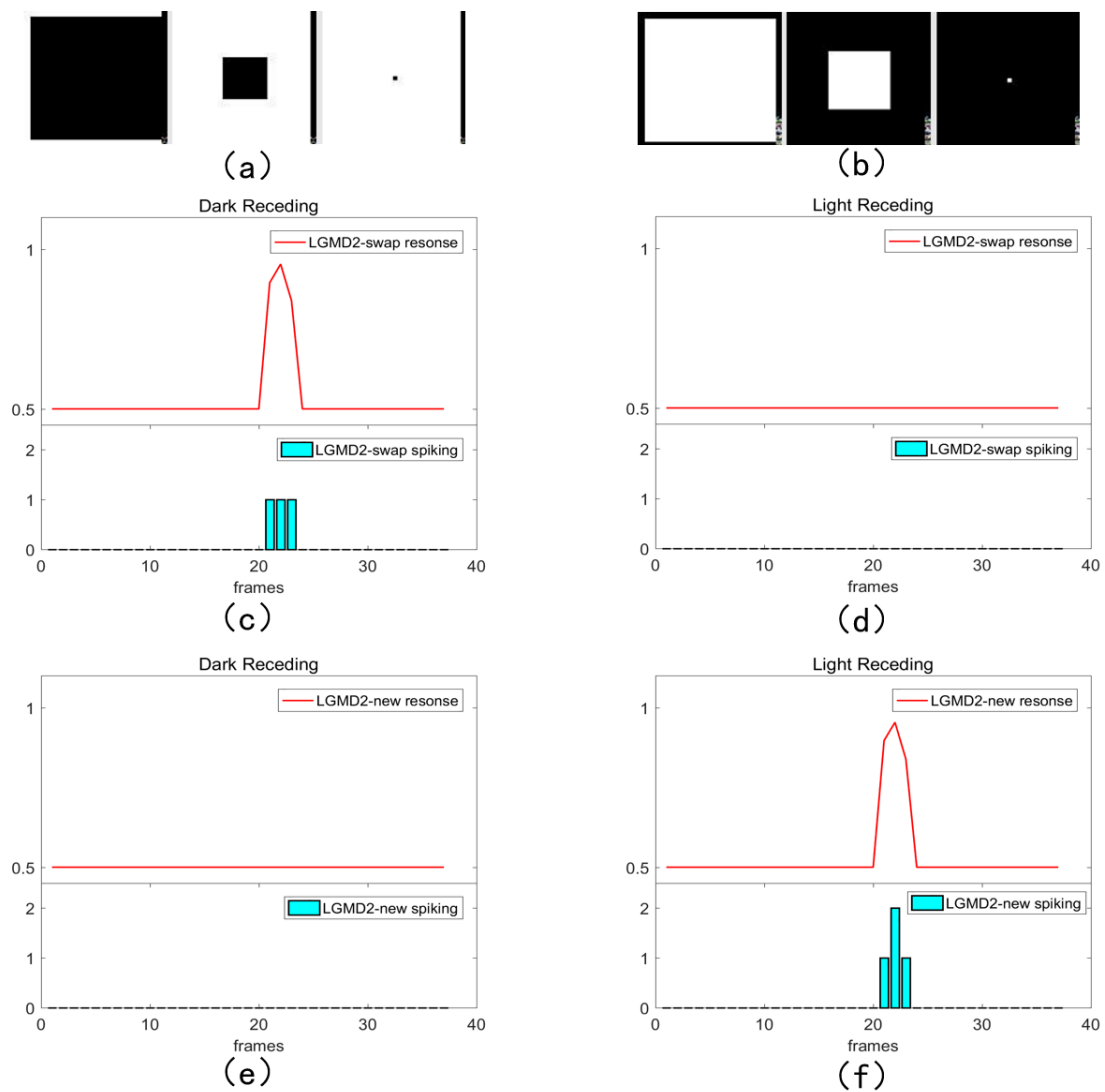 (a)
(b)
Dark Receding
LGMD2-swap resonse
1
0.5
LGMD2-swap spiking
2
1
0
0 10 20 30 40
frames
(c)
Light Receding
LGMD2-swap resonse
1
0.5
LGMD2-swap spiking
2
1
0
0 10 20 30 40
frames
(d)
Dark Receding
LGMD2-new resonse
1
0.5
LGMD2-new spiking
2
1
0
0 10 20 30 40
frames
(e)
Light Receding
LGMD2-new resonse
1
0.5
LGMD2-new spiking
2
1
0
0 10 20 30 40
frames
(f)